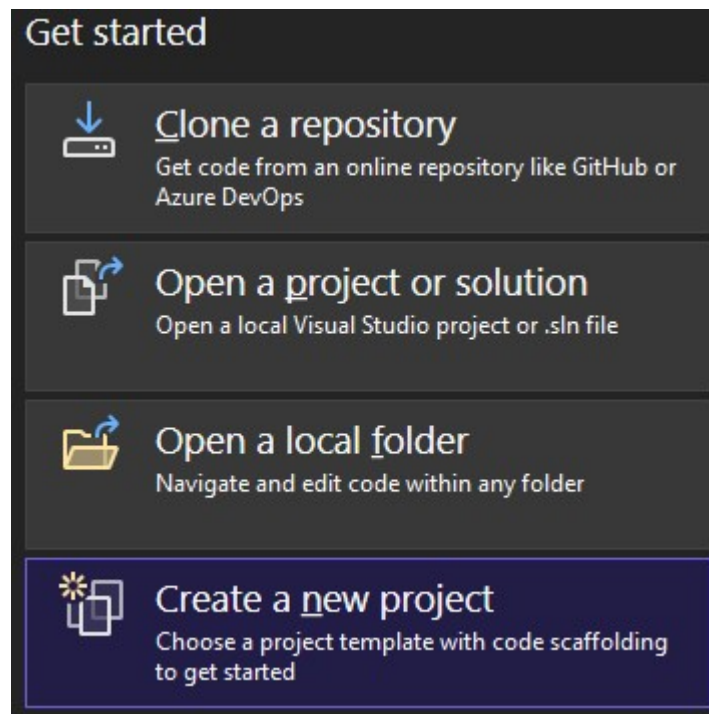 Get started
Clone a repository
Get code from an online repository like GitHub or
Azure DevOps
Open a project or solution
Open a local Visual Studio project or .sln file
Open a local folder
Navigate and edit code within any folder
Create a new project
Choose a project template with code scaffolding
to get started